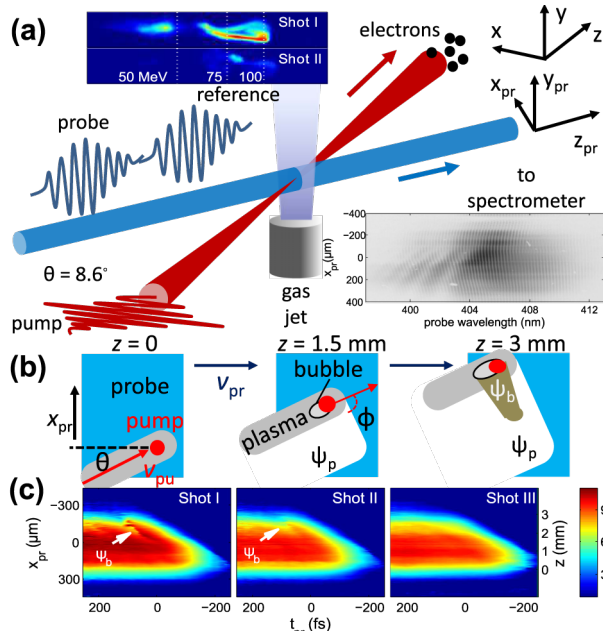 (a)
Shot I
Shot II
50 MeV 75 100
reference
electrons
y
x
z
y_pr
x_pr
z_pr
probe
to
spectrometer
θ = 8.6°
gas
jet
pump
-400
-200
0
200
400
x_pr(μm)
400 404 408 412
probe wavelength (nm)
(b)
z = 0
z = 1.5 mm
z = 3 mm
v_pr
probe
bubble
x_pr
pump
plasma
ϕ
ψ_b
θ
v_pu
ψ_p
ψ_p
(c)
Shot I
Shot II
Shot III
-300
0
300
x_pr (μm)
ψ_b
ψ_b
3
2
1
0
z (mm)
200 0 -200
200 0 -200
200 0 -200
(fs)